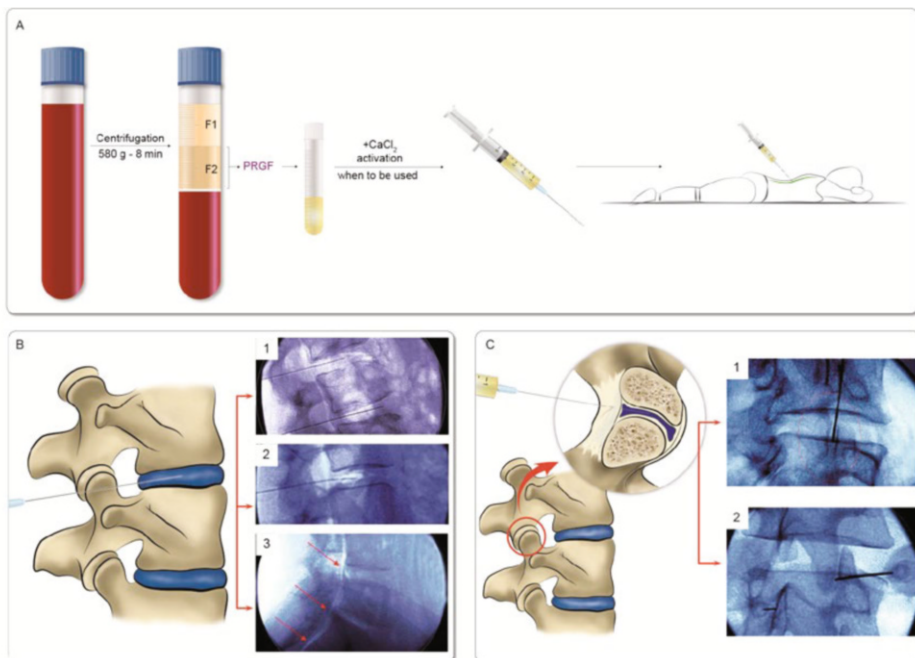 A
Centrifugation
580 g - 8 min
F1
F2
PRGF
+CaCl2
activation
when to be used
B
1
2
3
C
1
2